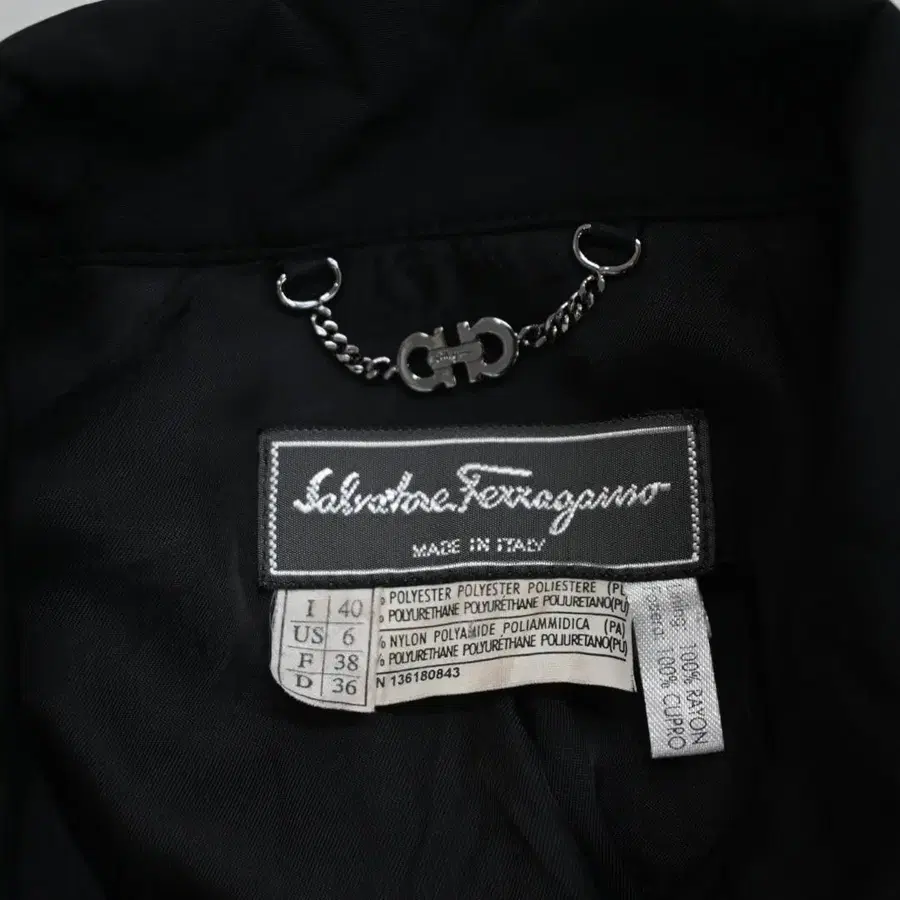 Salvatore Ferragamo
MADE IN ITALY
I 40
US 6
F 38
D 36
% POLYESTER POLYESTER POLIESTERE (PL
% POLYURETHANE POLYURETHANE POLIURETANO(PU)
% NYLON POLYAMIDE POLIAMMIDICA (PA)
% POLYURETHANE POLYURETHANE POLIURETANO(PU)
N 136180843
100% RAYON
100% CUPRO